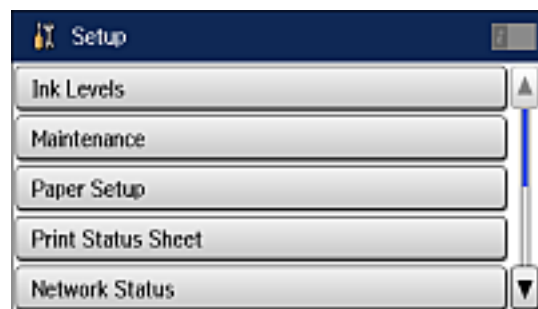 Setup
Ink Levels
Maintenance
Paper Setup
Print Status Sheet
Network Status